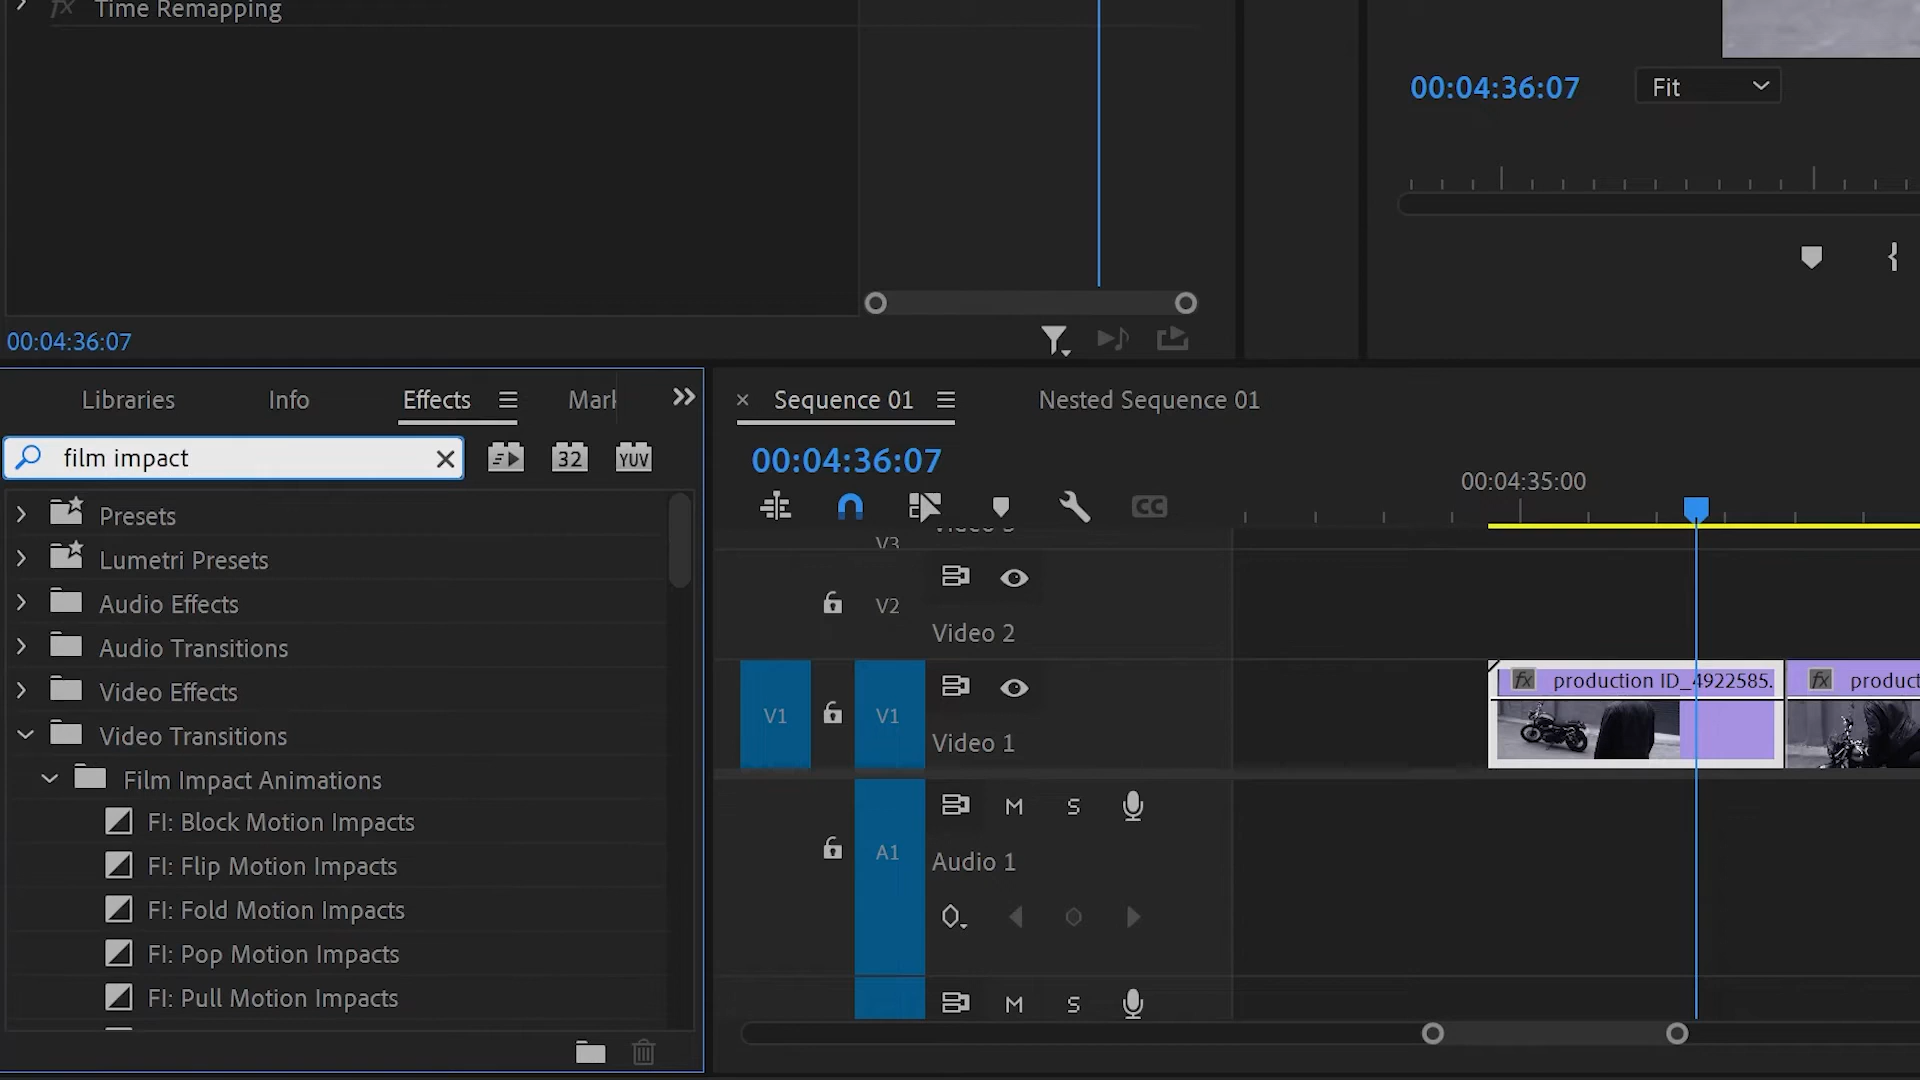 Time Remapping
00:04:36:07
Fit
00:04:36:07
Libraries
Info
Effects
film impact
32
YUV
Presets
Lumetri Presets
Audio Effects
Audio Transitions
Video Effects
Video Transitions
Film Impact Animations
FI: Block Motion Impacts
FI: Flip Motion Impacts
FI: Fold Motion Impacts
FI: Pop Motion Impacts
FI: Pull Motion Impacts
Sequence 01
Nested Sequence 01
00:04:36:07
00:04:35:00
CC
V3
V2
Video 2
V1
V1
Video 1
fx
production ID_4922585.
fx
product
A1
M
S
Audio 1
M
S